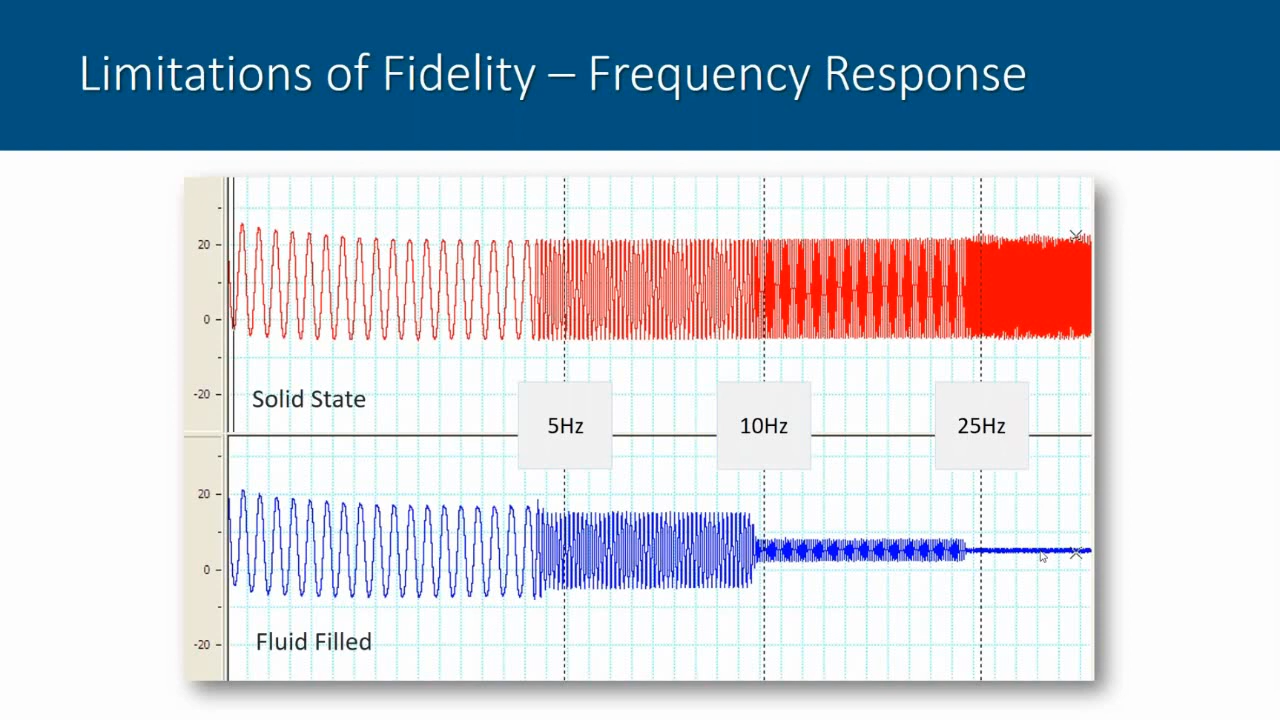 Limitations of Fidelity – Frequency Response
20
0
-20
Solid State
5Hz
10Hz
25Hz
20
0
-20
Fluid Filled